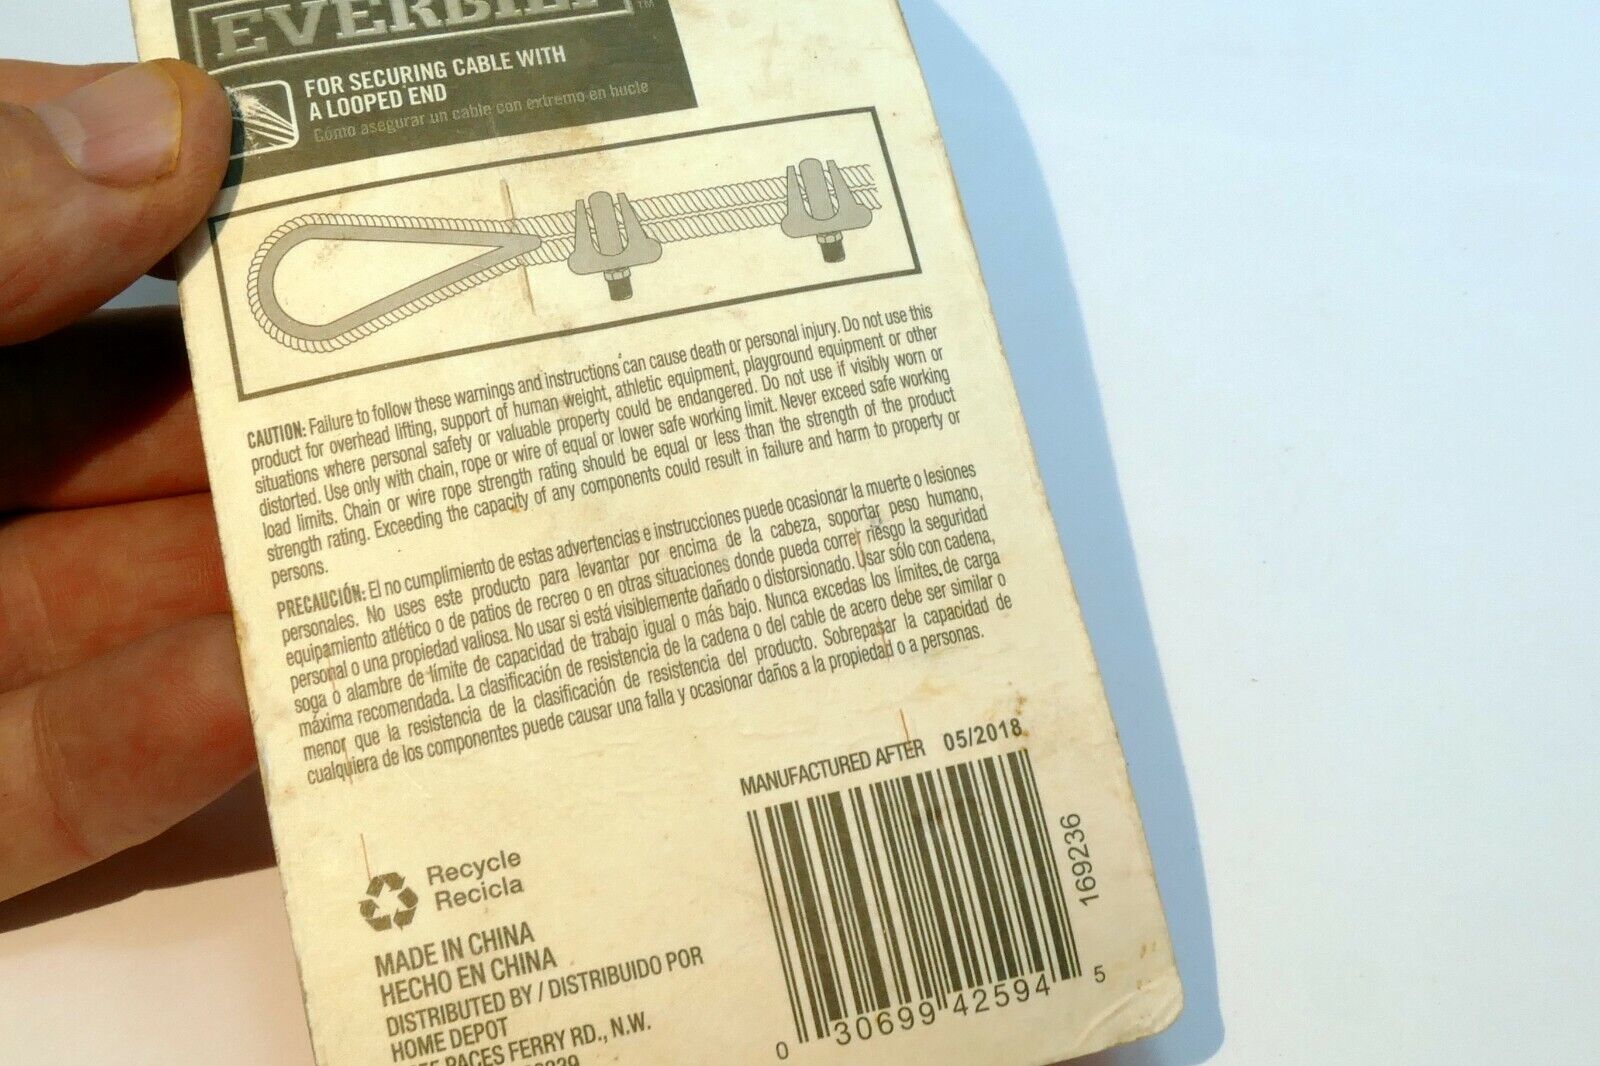 EVERBILT
™
FOR SECURING CABLE WITH
A LOOPED END
Cómo asegurar un cable con extremo en bucle
CAUTION: Failure to follow these warnings and instructions can cause death or personal injury. Do not use this
product for overhead lifting, support of human weight, athletic equipment, playground equipment or other
situations where personal safety or valuable property could be endangered. Do not use if visibly worn or
distorted. Use only with chain, rope or wire of equal or lower safe working limit. Never exceed safe working
load limits. Chain or wire rope strength rating should be equal or less than the strength of the product
strength rating. Exceeding the capacity of any components could result in failure and harm to property or
persons.
PRECAUCIÓN: El no cumplimiento de estas advertencias e instrucciones puede ocasionar la muerte o lesiones
personales. No uses este producto para levantar por encima de la cabeza, soportar peso humano,
equipamiento atlético o de patios de recreo o en otras situaciones donde pueda correr riesgo la seguridad
personal o una propiedad valiosa. No usar si está visiblemente dañado o distorsionado. Usar sólo con cadena,
soga o alambre de límite de capacidad de trabajo igual o más bajo. Nunca excedas los límites de carga
máxima recomendada. La clasificación de resistencia de la cadena o del cable de acero debe ser similar o
menor que la resistencia de la clasificación de resistencia del producto. Sobrepasar la capacidad de
cualquiera de los componentes puede causar una falla y ocasionar daños a la propiedad o a personas.
MANUFACTURED AFTER 05/2018
169236
0 30699 42594 5
Recycle
Recicla
MADE IN CHINA
HECHO EN CHINA
DISTRIBUTED BY / DISTRIBUIDO POR
HOME DEPOT
PACES FERRY RD., N.W.